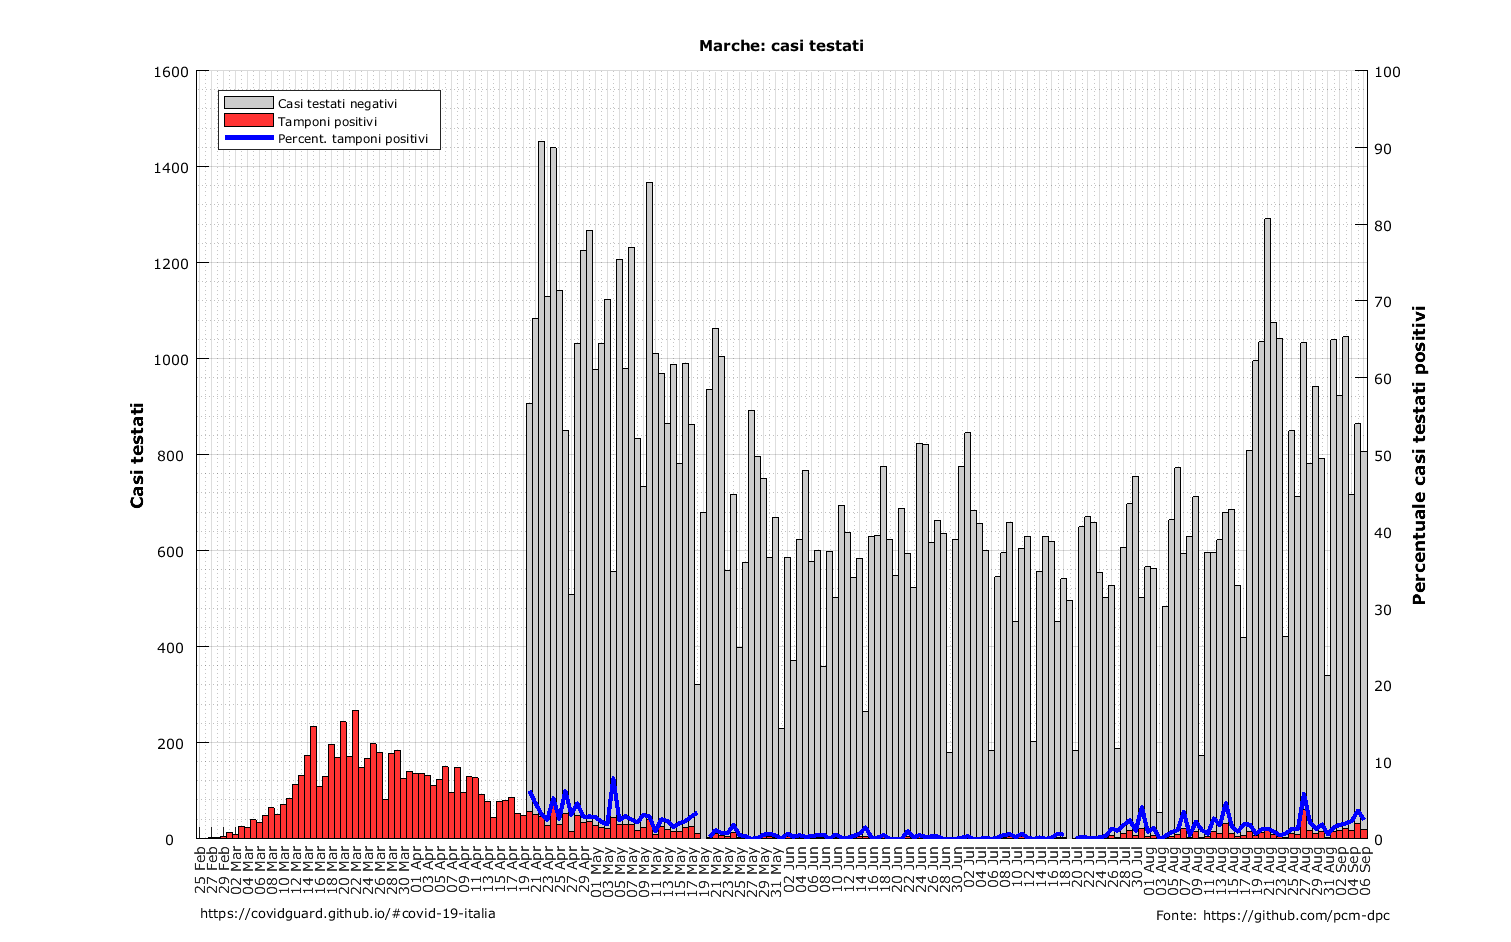 Marche: casi testati
1600
1400
1200
1000
800
600
400
200
0
Casi testati
Casi testati negativi
Tamponi positivi
Percent. tamponi positivi
100
90
80
70
60
50
40
30
20
10
0
Percentuale casi testati positivi
25 Feb
27 Feb
29 Feb
02 Mar
04 Mar
06 Mar
08 Mar
10 Mar
12 Mar
14 Mar
16 Mar
18 Mar
20 Mar
22 Mar
24 Mar
26 Mar
28 Mar
30 Mar
01 Apr
03 Apr
05 Apr
07 Apr
09 Apr
11 Apr
13 Apr
15 Apr
17 Apr
19 Apr
21 Apr
23 Apr
25 Apr
27 Apr
29 Apr
01 May
03 May
05 May
07 May
09 May
11 May
13 May
15 May
17 May
19 May
21 May
23 May
25 May
27 May
29 May
31 May
02 Jun
04 Jun
06 Jun
08 Jun
10 Jun
12 Jun
14 Jun
16 Jun
18 Jun
20 Jun
22 Jun
24 Jun
26 Jun
28 Jun
30 Jun
02 Jul
04 Jul
06 Jul
08 Jul
10 Jul
12 Jul
14 Jul
16 Jul
18 Jul
20 Jul
22 Jul
24 Jul
26 Jul
28 Jul
30 Jul
01 Aug
03 Aug
05 Aug
07 Aug
09 Aug
11 Aug
13 Aug
15 Aug
17 Aug
19 Aug
21 Aug
23 Aug
25 Aug
27 Aug
29 Aug
31 Aug
02 Sep
04 Sep
06 Sep
https://covidguard.github.io/#covid-19-italia
Fonte: https://github.com/pcm-dpc